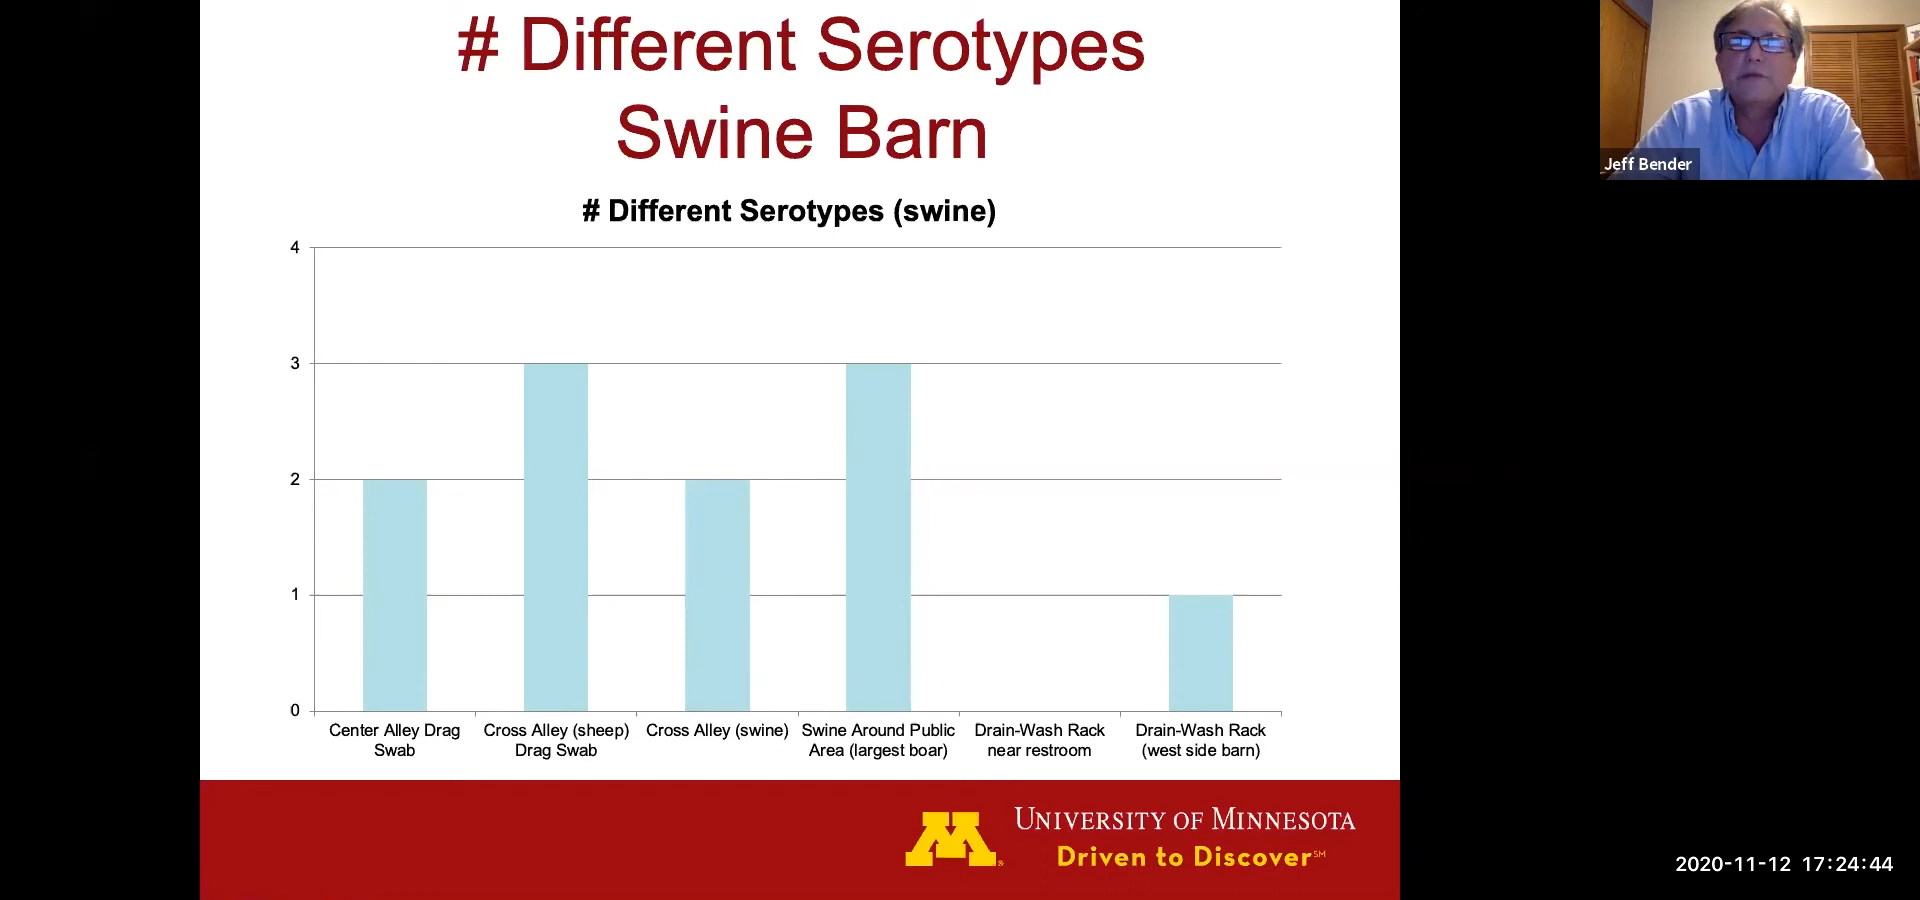 # Different Serotypes
Swine Barn
# Different Serotypes (swine)
4
3
2
1
0
Center Alley Drag
Swab
Cross Alley (sheep)
Drag Swab
Cross Alley (swine)
Swine Around Public
Area (largest boar)
Drain-Wash Rack
near restroom
Drain-Wash Rack
(west side barn)
M®
UNIVERSITY OF MINNESOTA
Driven to Discover℠
Jeff Bender
2020-11-12 17:24:44